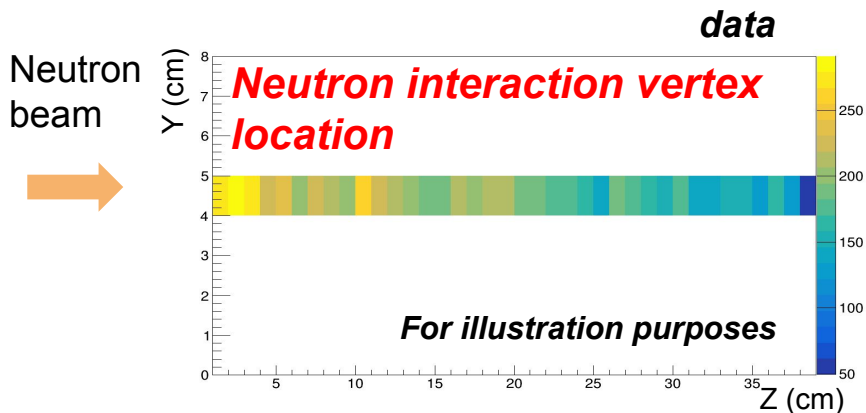 data
Neutron
beam
Neutron interaction vertex
location
For illustration purposes
Y (cm)
8
7
6
5
4
3
2
1
0
5
10
15
20
25
30
35
Z (cm)
250
200
150
100
50